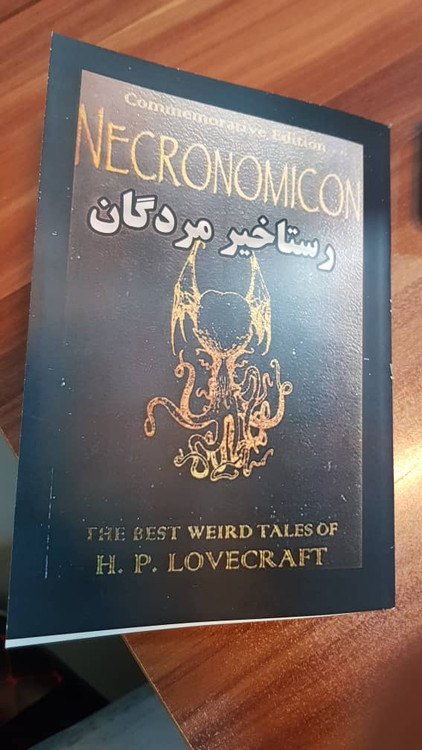 Commemorative Edition
NECRONOMICON
رستاخیر مردگان
THE BEST WEIRD TALES OF
H. P. LOVECRAFT